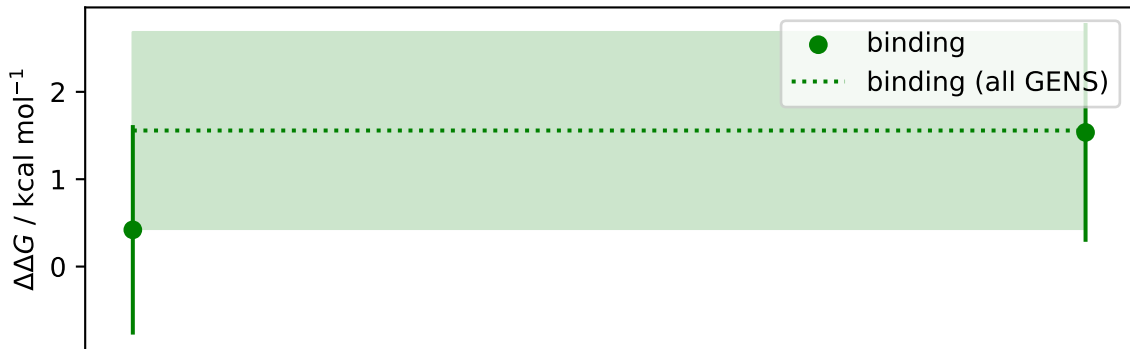 binding
binding (all GENS)
ΔΔG / kcal mol⁻¹
2
1
0